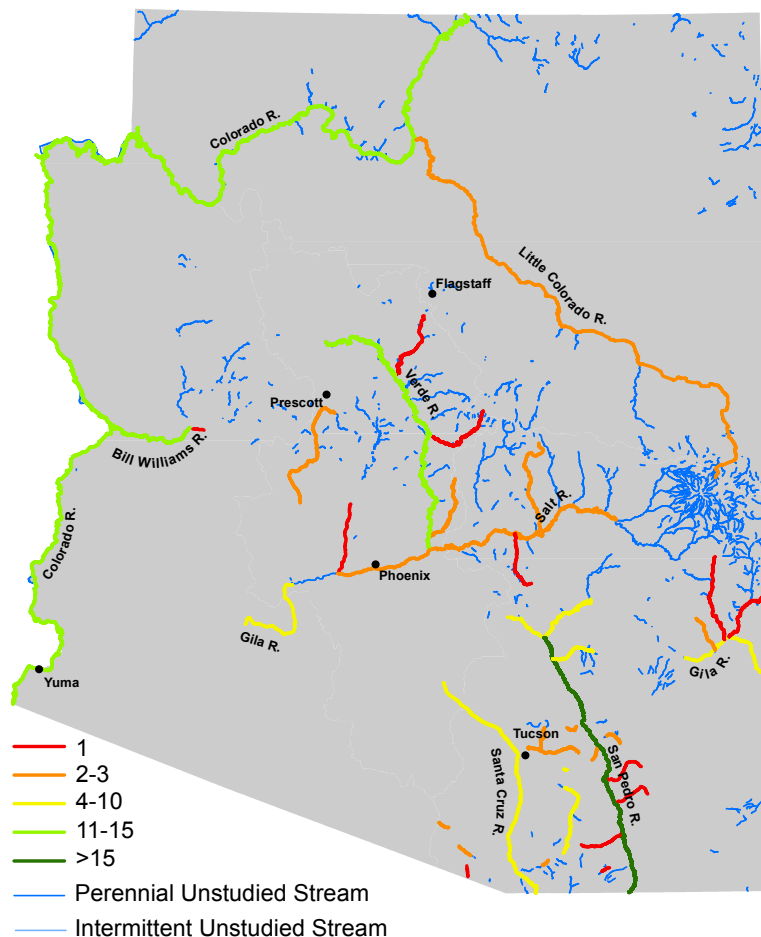 Colorado R.
Little Colorado R.
Flagstaff
Verde R.
Prescott
Bill Williams R.
Salt R.
Colorado R.
Phoenix
Gila R.
Gila R.
Yuma
Tucson
San Pedro R.
Santa Cruz R.
1
2-3
4-10
11-15
>15
Perennial Unstudied Stream
Intermittent Unstudied Stream